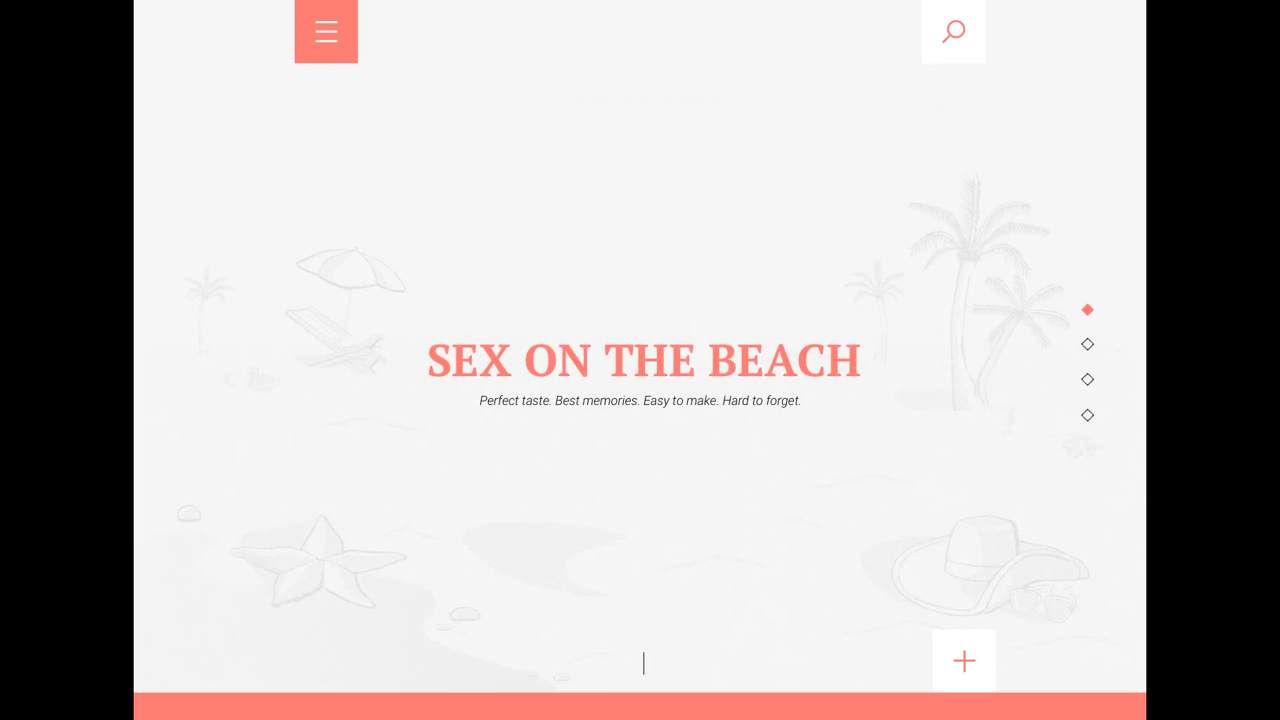 SEX ON THE BEACH
Perfect taste. Best memories. Easy to make. Hard to forget.